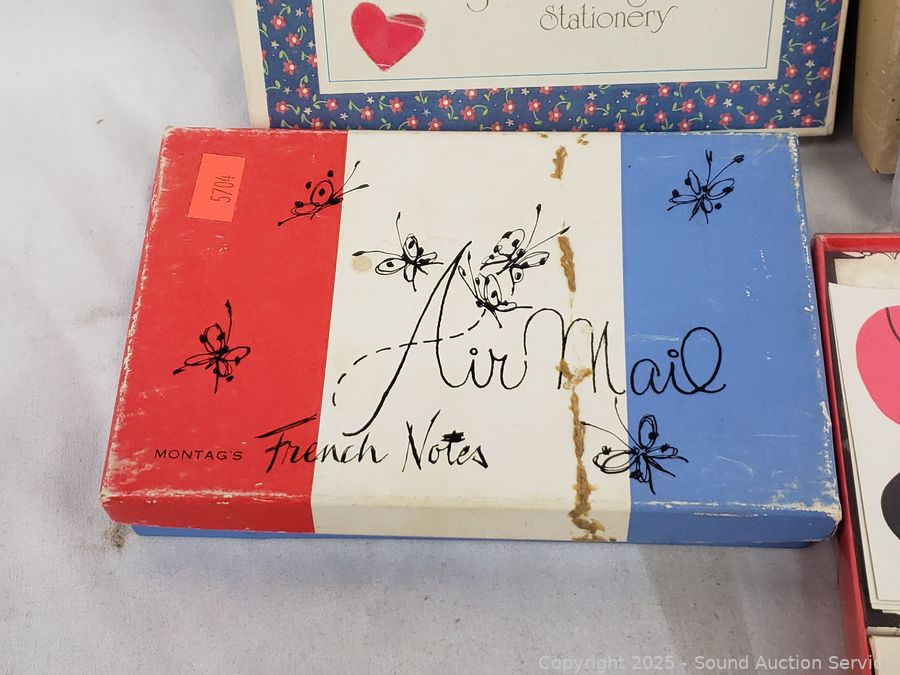 Stationery
5704
Air Mail
MONTAG'S French Notes
Copyright © 2025 - Sound Auction Service